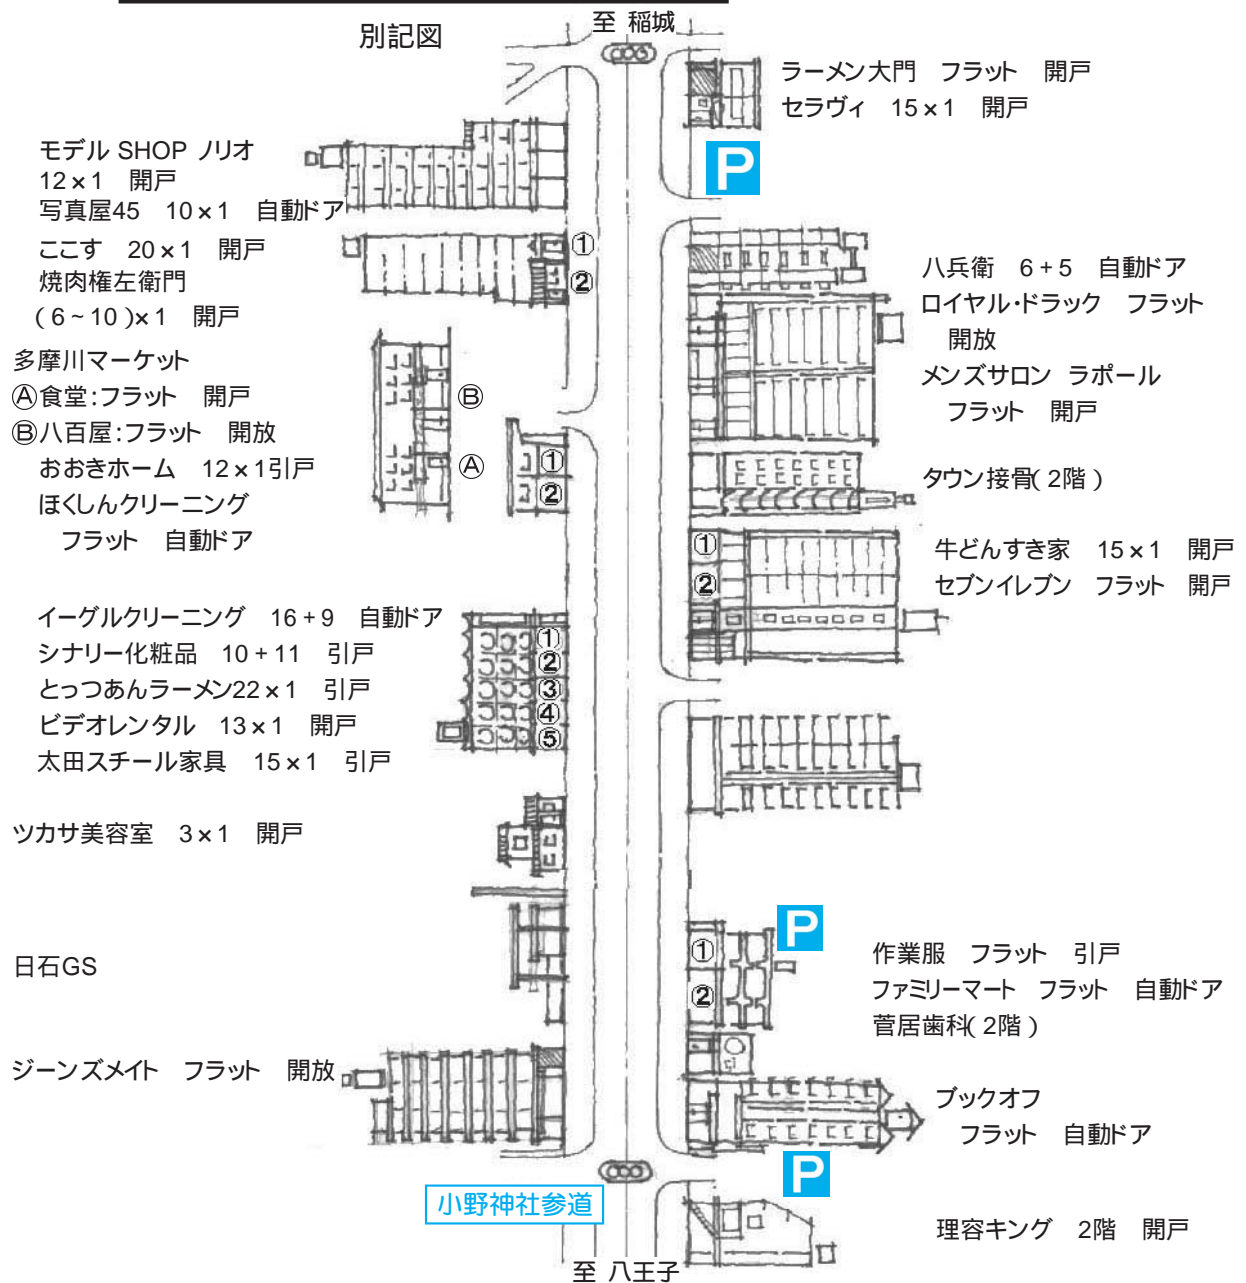 至 稲城
別記図
ラーメン大門 フラット 開戸
セラヴィ 15×1 開戸
P
モデル SHOP ノリオ
12×1 開戸
写真屋45 10×1 自動ドア
ここす 20×1 開戸
焼肉権左衛門
(6~10)×1 開戸
①
②
八兵衛 6+5 自動ドア
ロイヤル・ドラック フラット
開放
メンズサロン ラポール
フラット 開戸
多摩川マーケット
Ⓐ食堂:フラット 開戸
Ⓑ八百屋:フラット 開放
おおきホーム 12×1引戸
ほくしんクリーニング
フラット 自動ドア
Ⓑ
Ⓐ
①
②
タウン接骨(2階)
①
②
牛どんすき家 15×1 開戸
セブンイレブン フラット 開戸
イーグルクリーニング 16+9 自動ドア
シナリー化粧品 10+11 引戸
とっつあんラーメン22×1 引戸
ビデオレンタル 13×1 開戸
太田スチール家具 15×1 引戸
①
②
③
④
⑤
ツカサ美容室 3×1 開戸
日石GS
P
①
②
作業服 フラット 引戸
ファミリーマート フラット 自動ドア
菅居歯科(2階)
ジーンズメイト フラット 開放
ブックオフ
フラット 自動ドア
P
小野神社参道
理容キング 2階 開戸
至 八王子